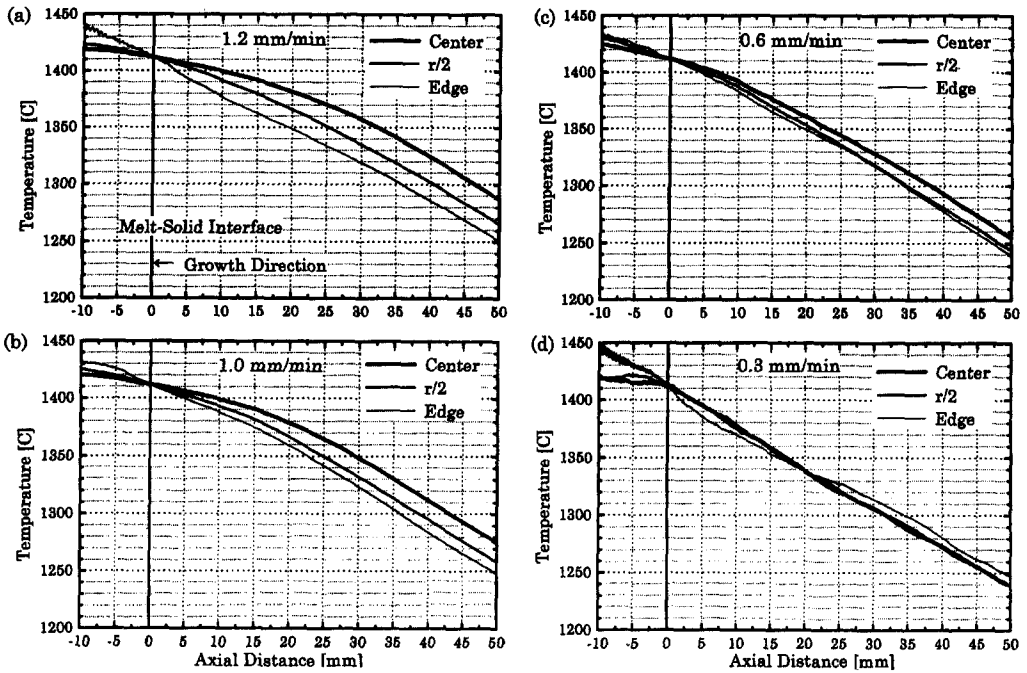 (a)
1450
1400
1350
1300
1250
1200
Temperature [C]
1.2 mm/min
Center
r/2
Edge
Melt-Solid Interface
Growth Direction
-10 -5 0 5 10 15 20 25 30 35 40 45 50
(c)
1450
1400
1350
1300
1250
1200
Temperature [C]
0.6 mm/min
Center
r/2
Edge
-10 -5 0 5 10 15 20 25 30 35 40 45 50
(b)
1450
1400
1350
1300
1250
1200
Temperature [C]
1.0 mm/min
Center
r/2
Edge
-10 -5 0 5 10 15 20 25 30 35 40 45 50
Axial Distance [mm]
(d)
1450
1400
1350
1300
1250
1200
Temperature [C]
0.3 mm/min
Center
r/2
Edge
-10 -5 0 5 10 15 20 25 30 35 40 45 50
Axial Distance [mm]